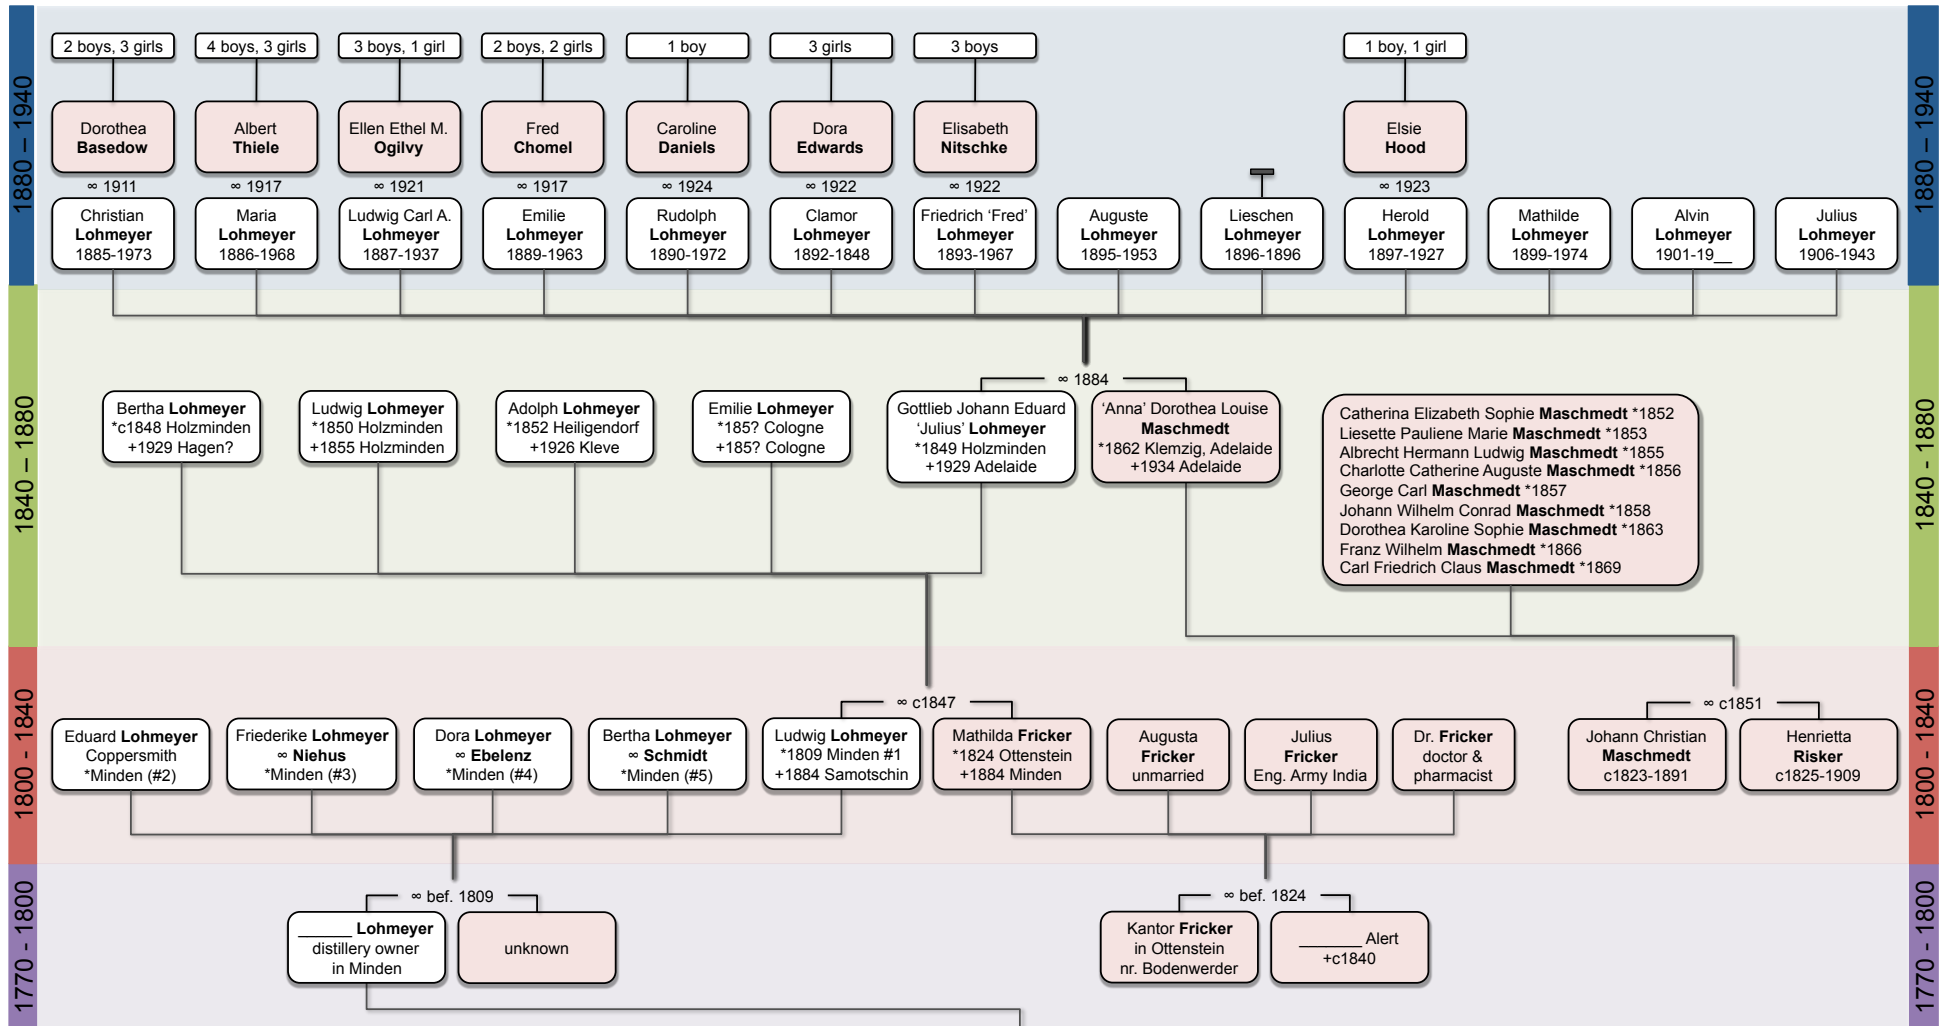 2 boys, 3 girls
4 boys, 3 girls
3 boys, 1 girl
2 boys, 2 girls
1 boy
3 girls
3 boys
1 boy, 1 girl
1880 – 1940
1880 – 1940
Dorothea
Basedow
Albert
Thiele
Ellen Ethel M.
Ogilvy
Fred
Chomel
Caroline
Daniels
Dora
Edwards
Elisabeth
Nitschke
Elsie
Hood
∞ 1911
∞ 1917
∞ 1921
∞ 1917
∞ 1924
∞ 1922
∞ 1922
∞ 1923
Christian
Lohmeyer
1885-1973
Maria
Lohmeyer
1886-1968
Ludwig Carl A.
Lohmeyer
1887-1937
Emilie
Lohmeyer
1889-1963
Rudolph
Lohmeyer
1890-1972
Clamor
Lohmeyer
1892-1848
Friedrich ‘Fred’
Lohmeyer
1893-1967
Auguste
Lohmeyer
1895-1953
Lieschen
Lohmeyer
1896-1896
Herold
Lohmeyer
1897-1927
Mathilde
Lohmeyer
1899-1974
Alvin
Lohmeyer
1901-19__
Julius
Lohmeyer
1906-1943
1840 – 1880
1840 - 1880
∞ 1884
Bertha Lohmeyer
*c1848 Holzminden
+1929 Hagen?
Ludwig Lohmeyer
*1850 Holzminden
+1855 Holzminden
Adolph Lohmeyer
*1852 Heiligendorf
+1926 Kleve
Emilie Lohmeyer
*185? Cologne
+185? Cologne
Gottlieb Johann Eduard
‘Julius’ Lohmeyer
*1849 Holzminden
+1929 Adelaide
‘Anna’ Dorothea Louise
Maschmedt
*1862 Klemzig, Adelaide
+1934 Adelaide
Catherina Elizabeth Sophie Maschmedt *1852
Liesette Pauliene Marie Maschmedt *1853
Albrecht Hermann Ludwig Maschmedt *1855
Charlotte Catherine Auguste Maschmedt *1856
George Carl Maschmedt *1857
Johann Wilhelm Conrad Maschmedt *1858
Dorothea Karoline Sophie Maschmedt *1863
Franz Wilhelm Maschmedt *1866
Carl Friedrich Claus Maschmedt *1869
1800 - 1840
1800 - 1840
∞ c1847
∞ c1851
Eduard Lohmeyer
Coppersmith
*Minden (#2)
Friederike Lohmeyer
∞ Niehus
*Minden (#3)
Dora Lohmeyer
∞ Ebelenz
*Minden (#4)
Bertha Lohmeyer
∞ Schmidt
*Minden (#5)
Ludwig Lohmeyer
*1809 Minden #1
+1884 Samotschin
Mathilda Fricker
*1824 Ottenstein
+1884 Minden
Augusta
Fricker
unmarried
Julius
Fricker
Eng. Army India
Dr. Fricker
doctor &
pharmacist
Johann Christian
Maschmedt
c1823-1891
Henrietta
Risker
c1825-1909
1770 - 1800
1770 - 1800
∞ bef. 1809
∞ bef. 1824
______ Lohmeyer
distillery owner
in Minden
unknown
Kantor Fricker
in Ottenstein
nr. Bodenwerder
_______ Alert
+c1840